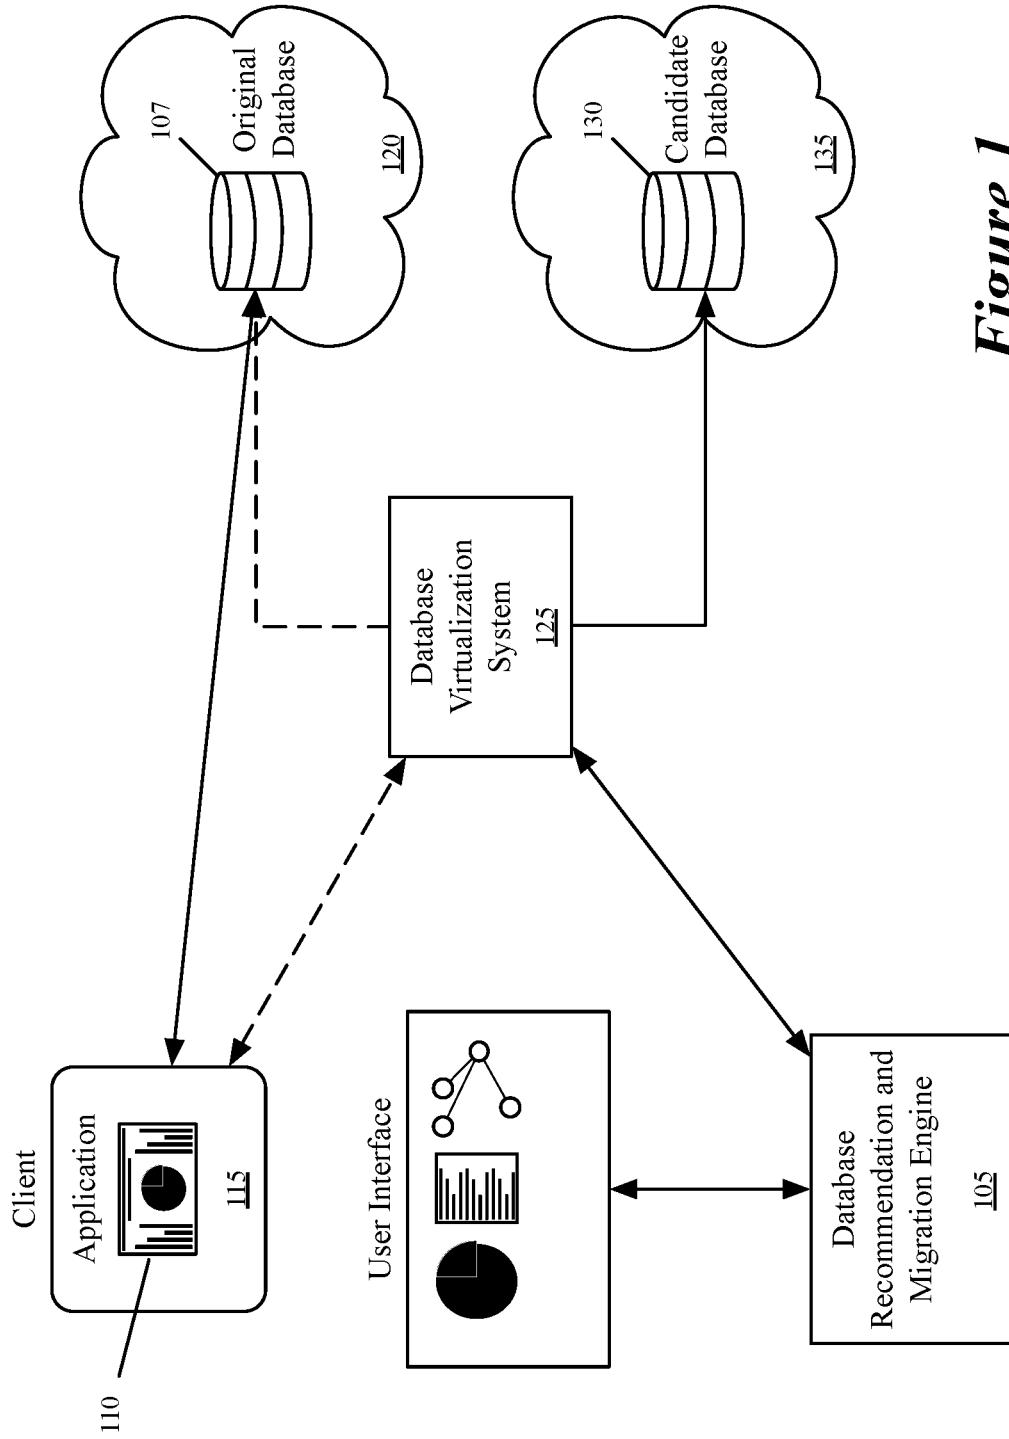 Client
Application
115
110
User Interface
Database
Recommendation and
Migration Engine
105
Database
Virtualization
System
125
107
Original
Database
120
130
Candidate
Database
135
Figure 1